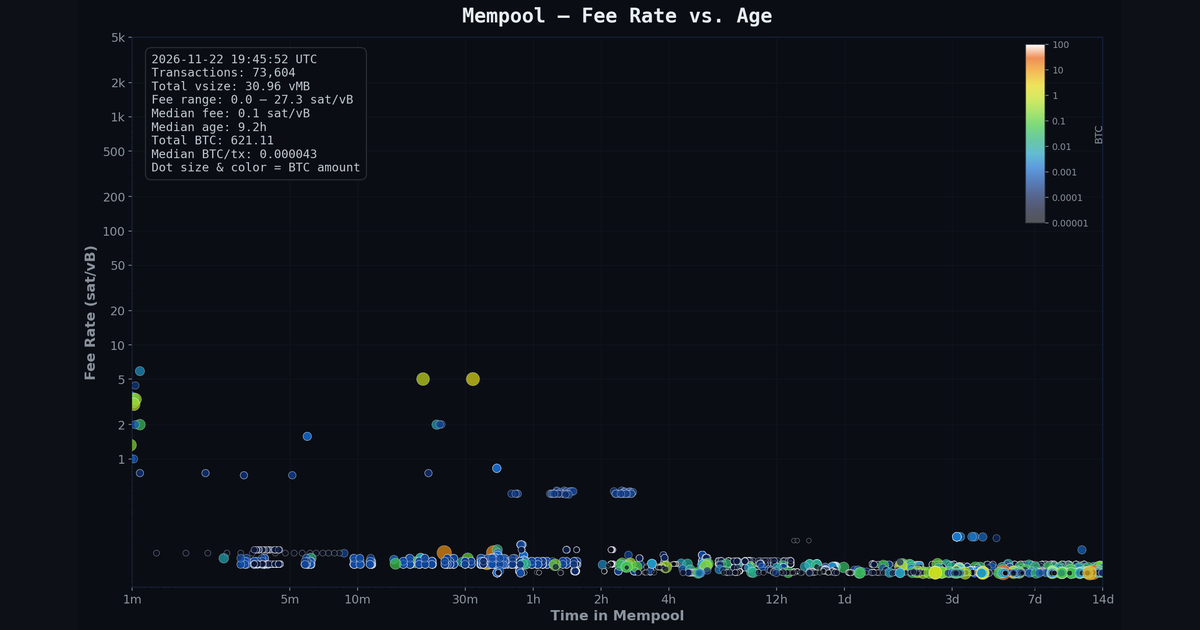 Mempool — Fee Rate vs. Age
2026-11-22 19:45:52 UTC
Transactions: 73,604
Total vsize: 30.96 vMB
Fee range: 0.0 — 27.3 sat/vB
Median fee: 0.1 sat/vB
Median age: 9.2h
Total BTC: 621.11
Median BTC/tx: 0.000043
Dot size & color = BTC amount
100
10
1
0.1
0.01
0.001
0.0001
0.00001
BTC
Fee Rate (sat/vB)
5k
2k
1k
500
200
100
50
20
10
5
2
1
1m 5m 10m 30m 1h 2h 4h 12h 1d 3d 7d 14d
Time in Mempool